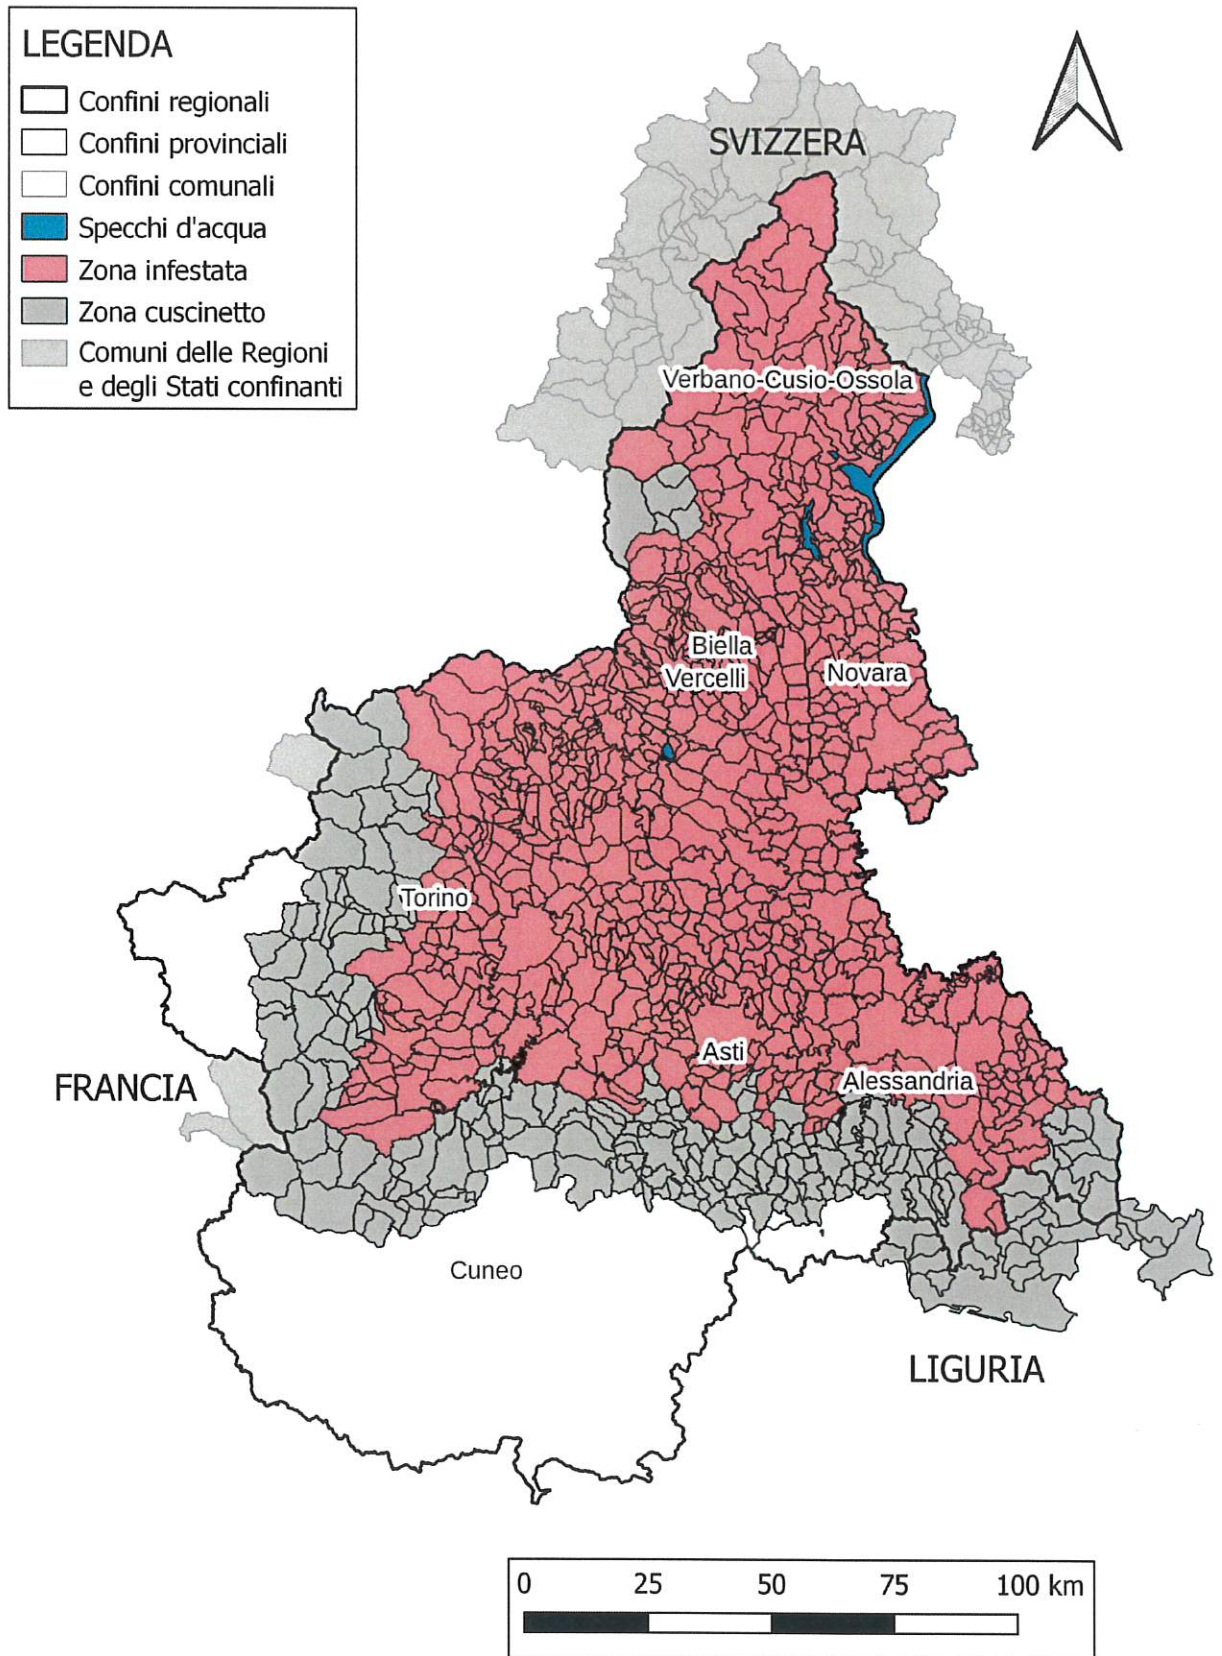 LEGENDA
Confini regionali
Confini provinciali
Confini comunali
Specchi d'acqua
Zona infestata
Zona cuscinetto
Comuni delle Regioni
e degli Stati confinanti
SVIZZERA
Verbano-Cusio-Ossola
Biella
Vercelli
Novara
Torino
Asti
FRANCIA
Alessandria
Cuneo
LIGURIA
0 25 50 75 100 km